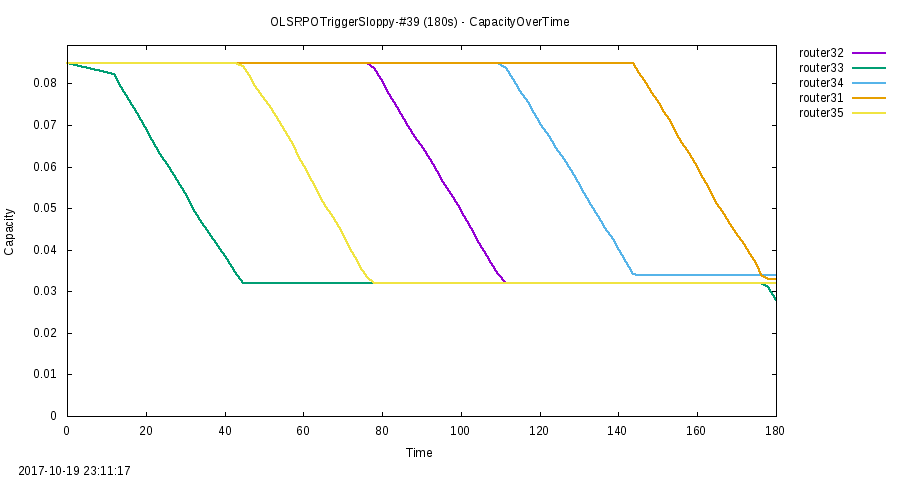 OLSRPOTriggerSloppy-#39 (180s) - CapacityOverTime
router32
router33
router34
router31
router35
0.08
0.07
0.06
0.05
0.04
0.03
0.02
0.01
0
Capacity
0 20 40 60 80 100 120 140 160 180
Time
2017-10-19 23:11:17